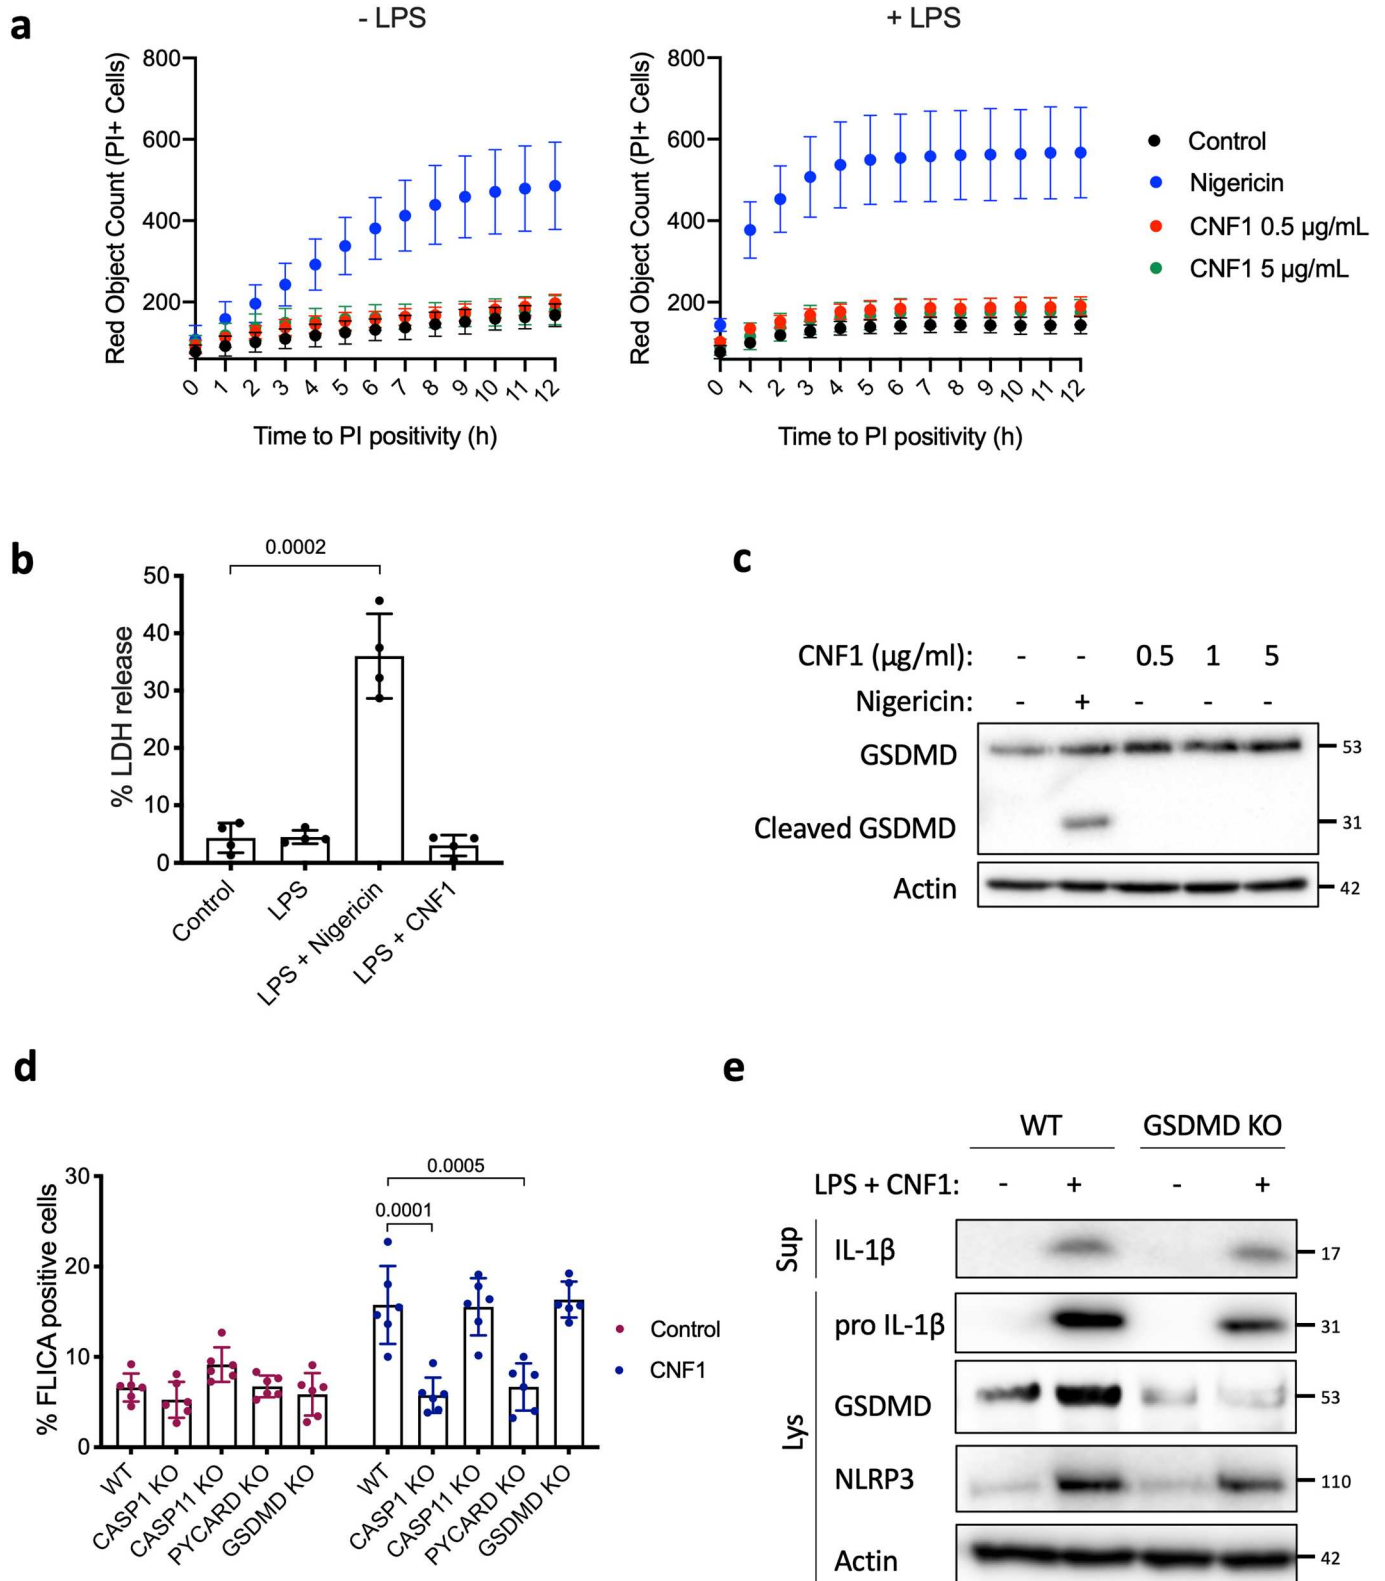 a
- LPS
+ LPS
Red Object Count (PI+ Cells)
800
600
400
200
0 1 2 3 4 5 6 7 8 9 10 11 12
Time to PI positivity (h)
Red Object Count (PI+ Cells)
800
600
400
200
0 1 2 3 4 5 6 7 8 9 10 11 12
Time to PI positivity (h)
Control
Nigericin
CNF1 0.5 µg/mL
CNF1 5 µg/mL
b
0.0002
% LDH release
50
40
30
20
10
0
Control
LPS
LPS + Nigericin
LPS + CNF1
c
CNF1 (µg/ml): - - 0.5 1 5
Nigericin: - + - - -
GSDMD 53
Cleaved GSDMD 31
Actin 42
d
% FLICA positive cells
30
20
10
0
0.0005
0.0001
WT
CASP1 KO
CASP11 KO
PYCARD KO
GSDMD KO
WT
CASP1 KO
CASP11 KO
PYCARD KO
GSDMD KO
Control
CNF1
e
WT GSDMD KO
LPS + CNF1: - + - +
Sup
IL-1β 17
Lys
pro IL-1β 31
GSDMD 53
NLRP3 110
Actin 42